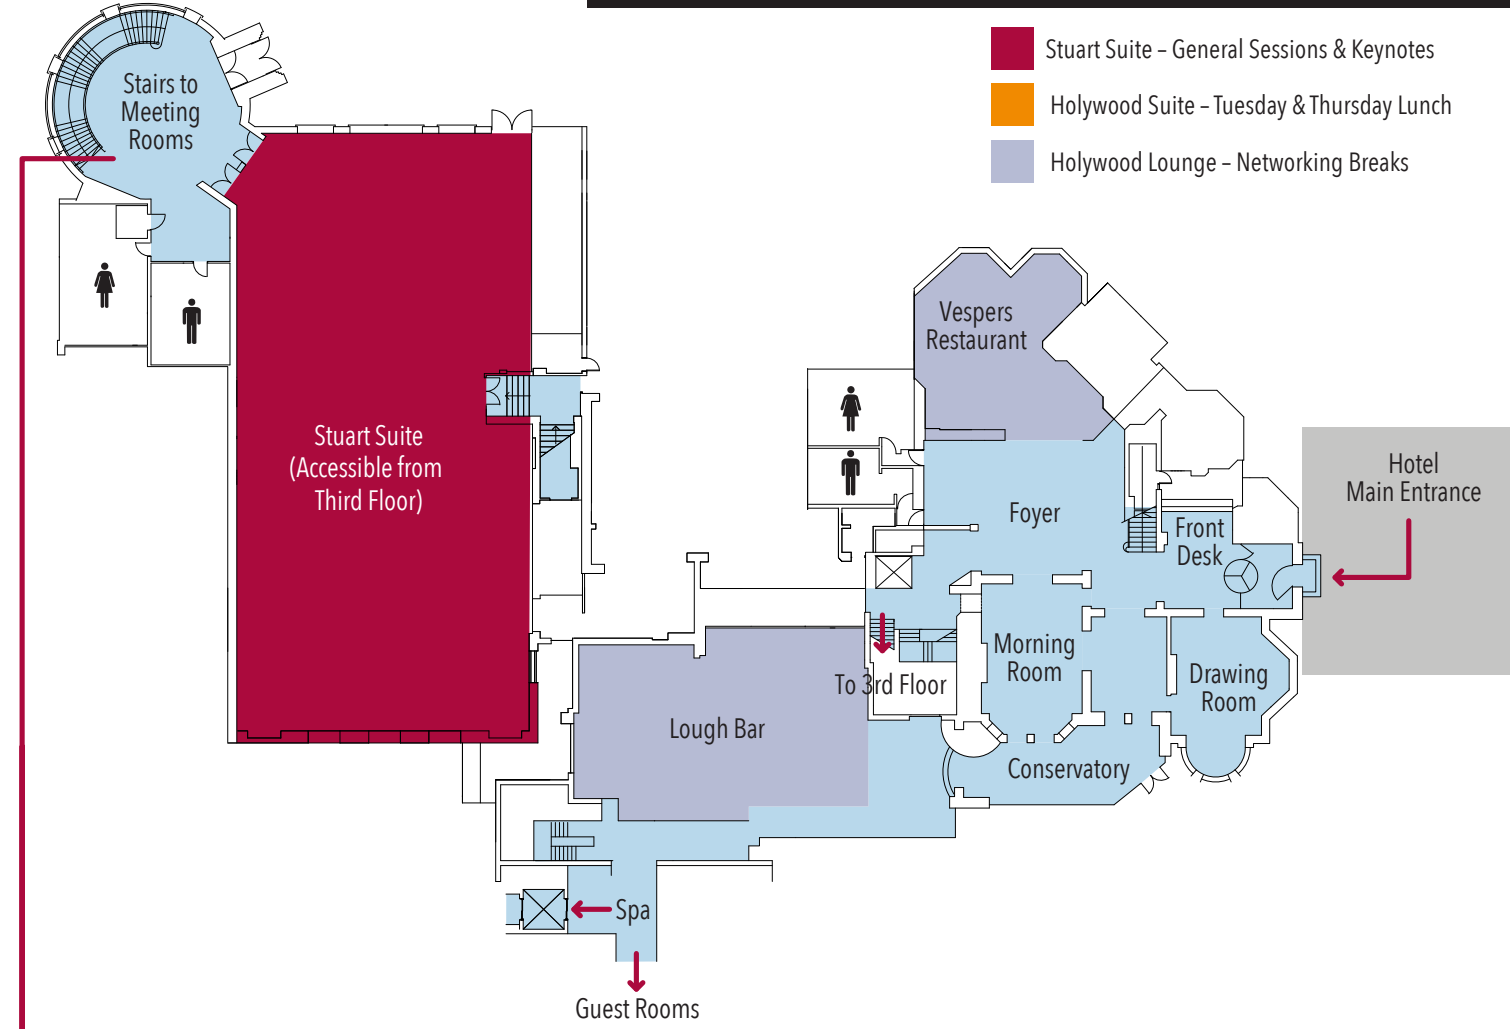 Stuart Suite – General Sessions & Keynotes
Holywood Suite – Tuesday & Thursday Lunch
Holywood Lounge – Networking Breaks
Stairs to
Meeting
Rooms
Vespers
Restaurant
Stuart Suite
(Accessible from
Third Floor)
Hotel
Main Entrance
Foyer
Front
Desk
Morning
Room
To 3rd Floor
Drawing
Room
Lough Bar
Conservatory
Spa
Guest Rooms